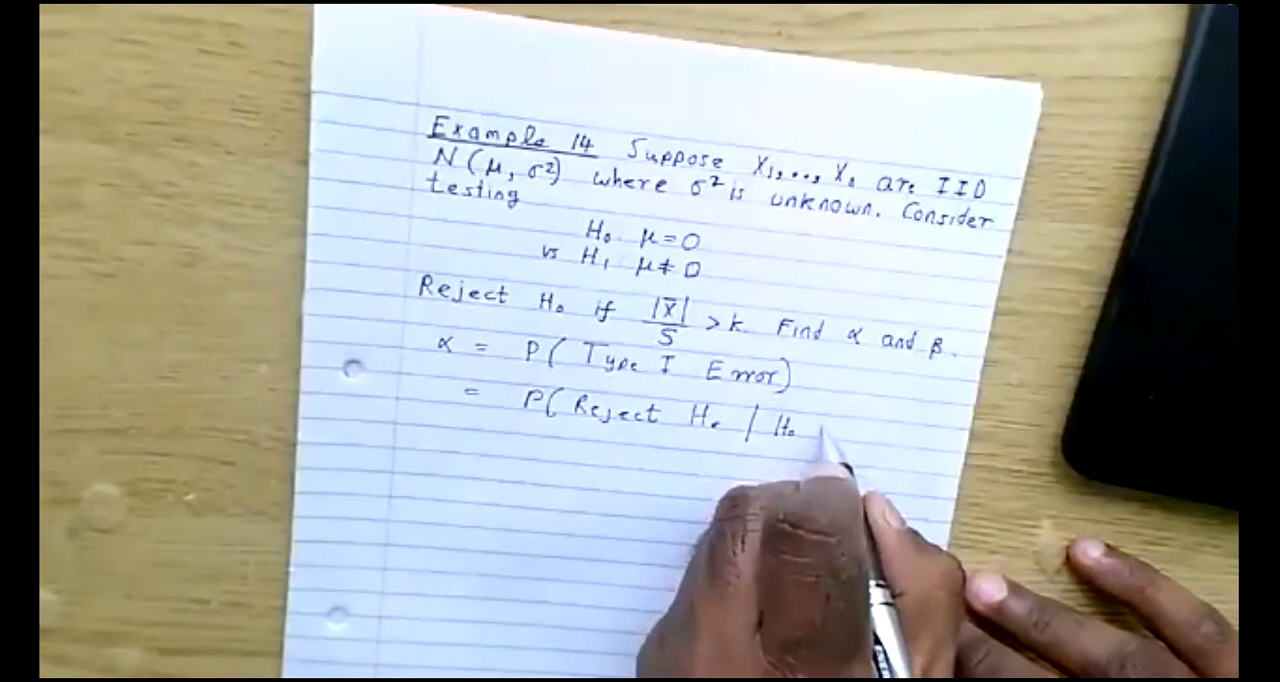 Example 14 Suppose X₁,..., Xₙ are IID
N(μ, σ²) where σ² is unknown. Consider
testing
H₀ μ=0
vs H₁ μ≠0
Reject H₀ if |X̄|/S >k. Find α and β.
α = P( Type I Error)
= P( Reject H₀ / H₀